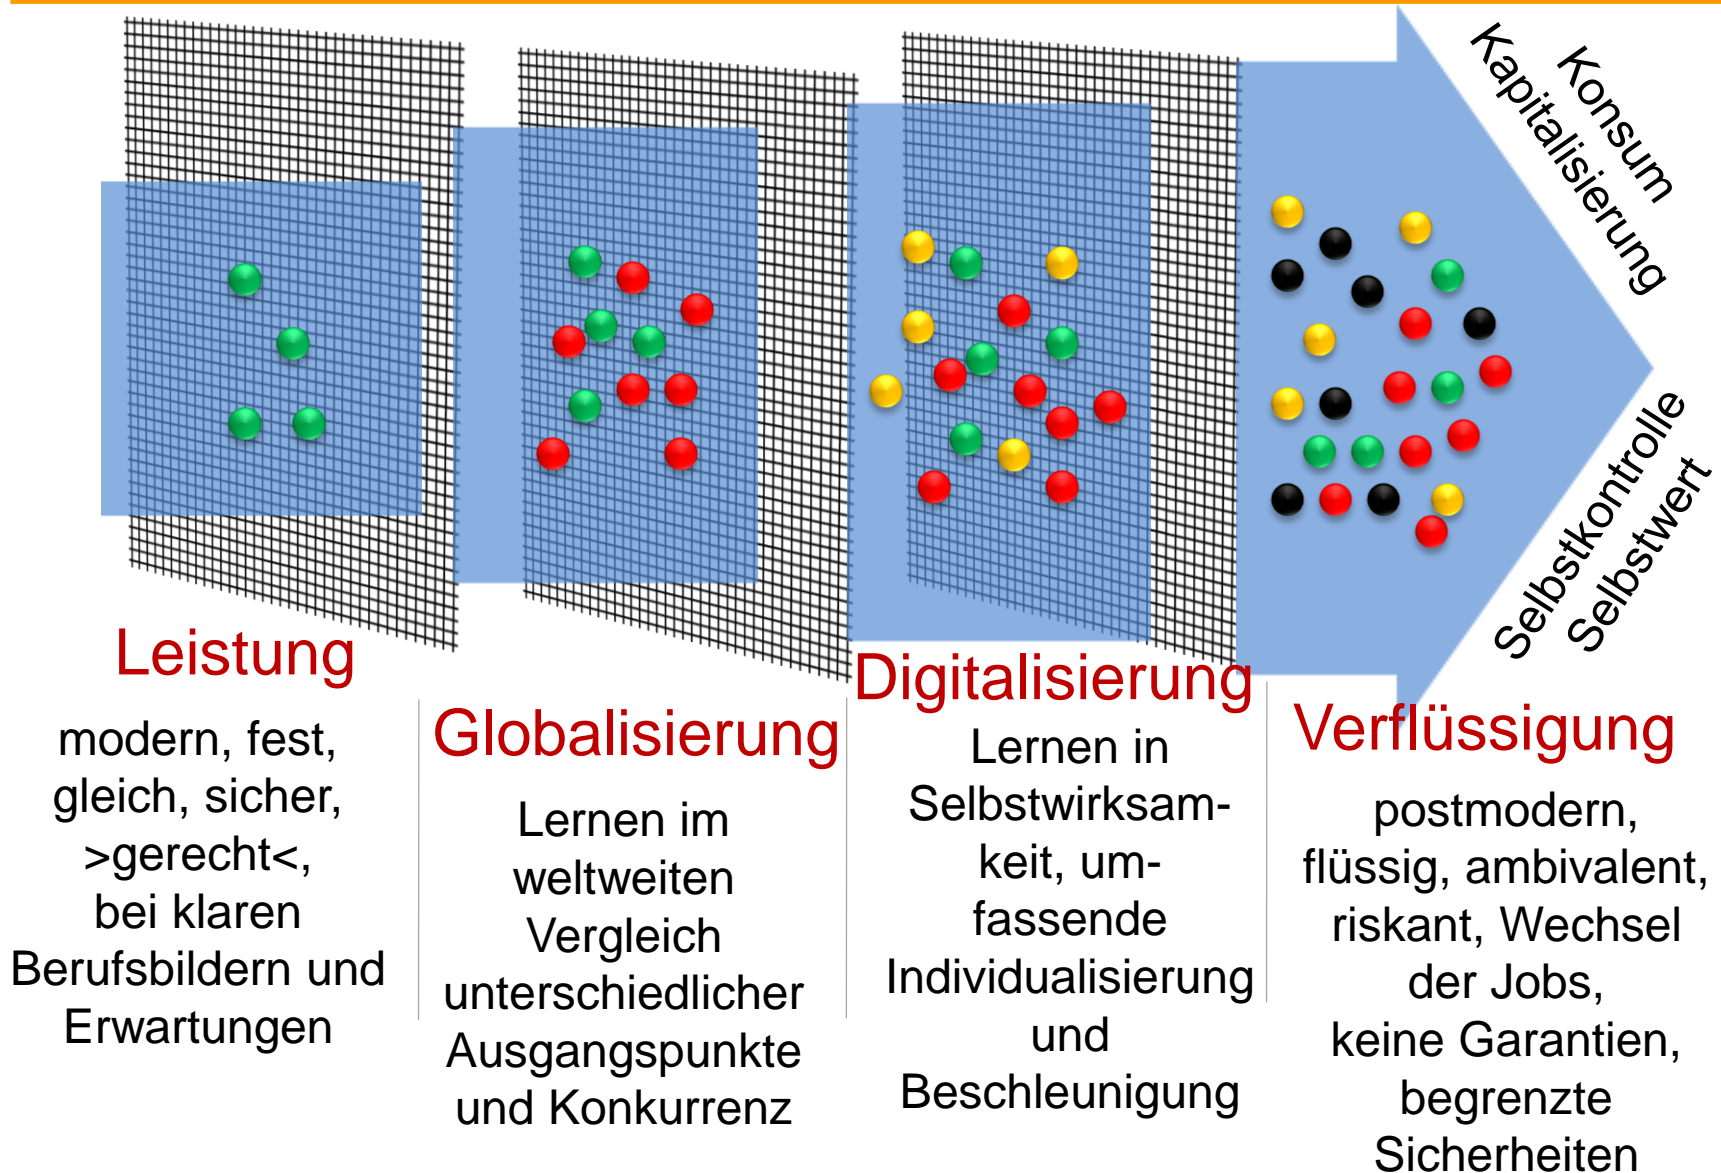 Konsum
Kapitalisierung
Selbstkontrolle
Selbstwert
Leistung
modern, fest,
gleich, sicher,
>gerecht<,
bei klaren
Berufsbildern und
Erwartungen
Globalisierung
Lernen im
weltweiten
Vergleich
unterschiedlicher
Ausgangspunkte
und Konkurrenz
Digitalisierung
Lernen in
Selbstwirksam-
keit, um-
fassende
Individualisierung
und
Beschleunigung
Verflüssigung
postmodern,
flüssig, ambivalent,
riskant, Wechsel
der Jobs,
keine Garantien,
begrenzte
Sicherheiten